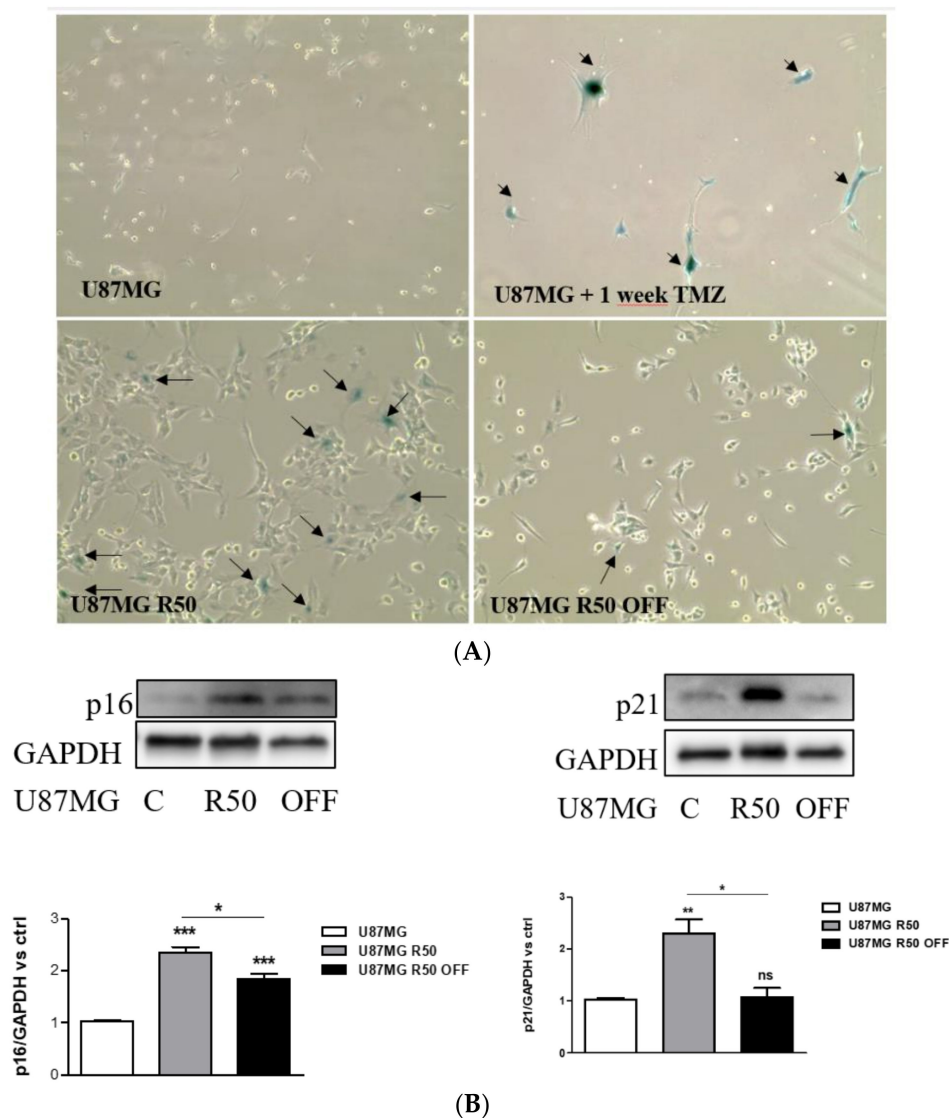 U87MG
U87MG + 1 week TMZ
U87MG R50
U87MG R50 OFF
(A)
p16
GAPDH
U87MG C R50 OFF
p21
GAPDH
U87MG C R50 OFF
p16/GAPDH vs ctrl
3
2
1
0
***
*
***
U87MG
U87MG R50
U87MG R50 OFF
p21/GAPDH vs ctrl
3
2
1
0
**
*
ns
U87MG
U87MG R50
U87MG R50 OFF
(B)